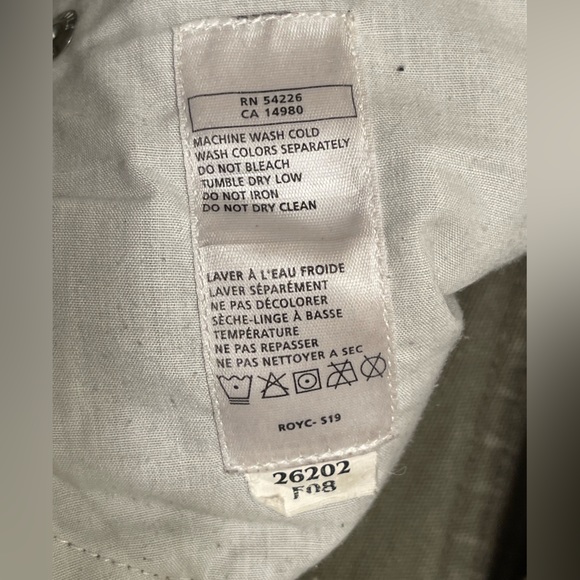 RN 54226
CA 14980
MACHINE WASH COLD
WASH COLORS SEPARATELY
DO NOT BLEACH
TUMBLE DRY LOW
DO NOT IRON
DO NOT DRY CLEAN
LAVER À L'EAU FROIDE
LAVER SÉPARÉMENT
NE PAS DÉCOLORER
SÈCHE-LINGE À BASSE
TEMPÉRATURE
NE PAS REPASSER
NE PAS NETTOYER A SEC
ROYC- S19
26202
F08